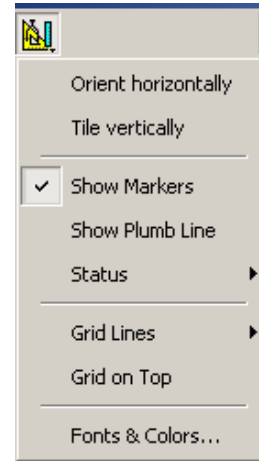 Orient horizontally
Tile vertically
Show Markers
Show Plumb Line
Status
Grid Lines
Grid on Top
Fonts & Colors...